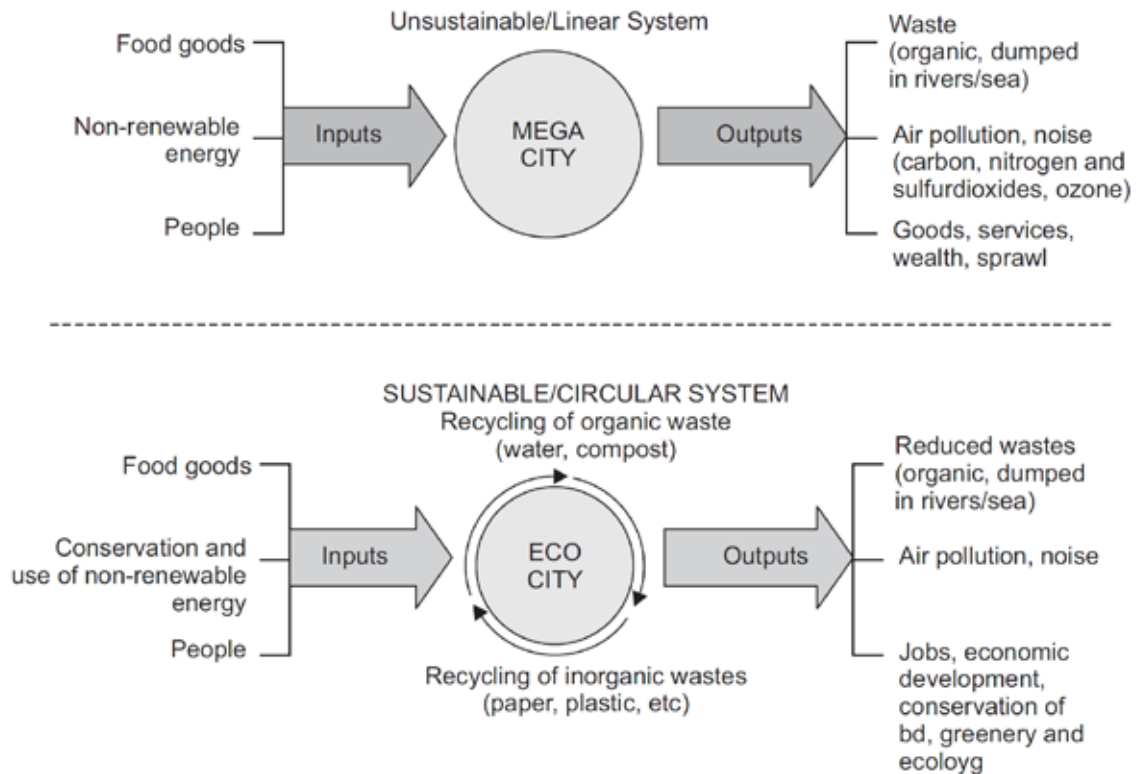 Unsustainable/Linear System
Food goods
Non-renewable
energy
People
Inputs
MEGA
CITY
Outputs
Waste
(organic, dumped
in rivers/sea)
Air pollution, noise
(carbon, nitrogen and
sulfurdioxides, ozone)
Goods, services,
wealth, sprawl
SUSTAINABLE/CIRCULAR SYSTEM
Recycling of organic waste
(water, compost)
Food goods
Conservation and
use of non-renewable
energy
People
Inputs
ECO
CITY
Recycling of inorganic wastes
(paper, plastic, etc)
Outputs
Reduced wastes
(organic, dumped
in rivers/sea)
Air pollution, noise
Jobs, economic
development,
conservation of
bd, greenery and
ecoloyg